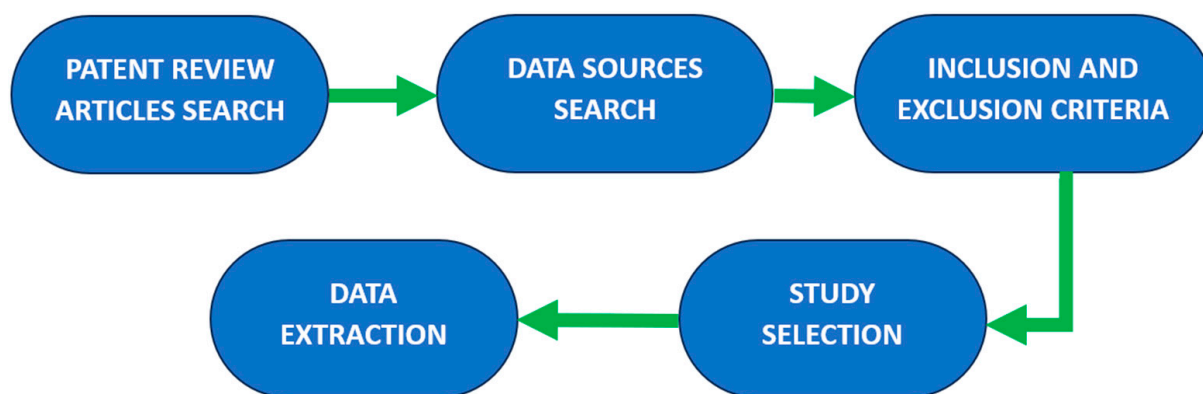 PATENT REVIEW
ARTICLES SEARCH
DATA SOURCES
SEARCH
INCLUSION AND
EXCLUSION CRITERIA
STUDY
SELECTION
DATA
EXTRACTION